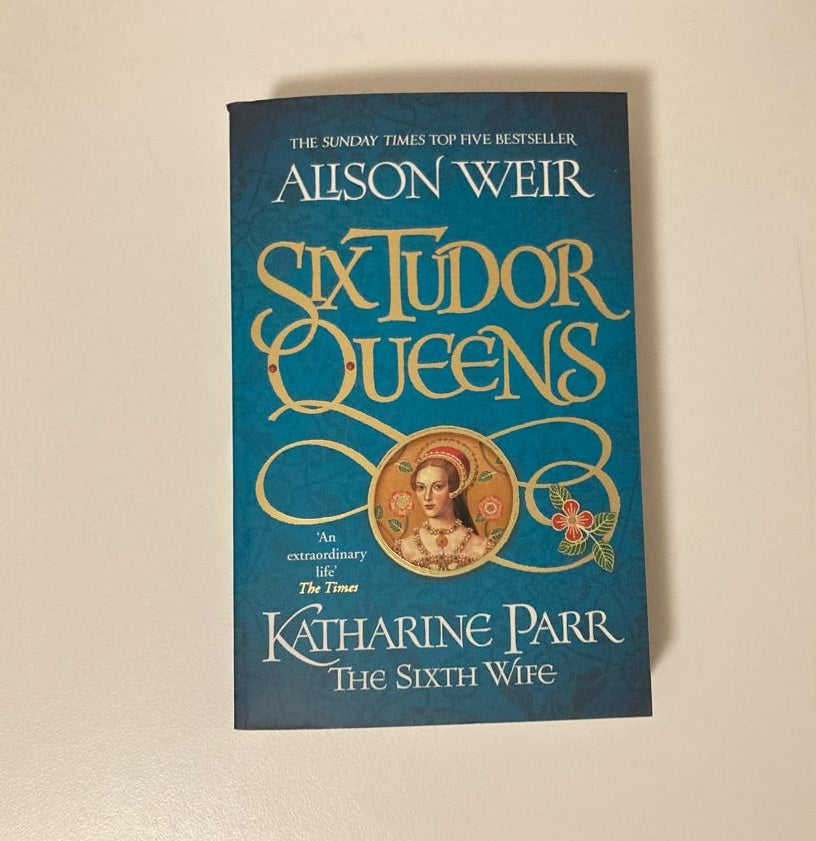 THE SUNDAY TIMES TOP FIVE BESTSELLER
ALISON WEIR
SIX TUDOR
QUEENS
'An
extraordinary
life'
The Times
KATHARINE PARR
THE SIXTH WIFE